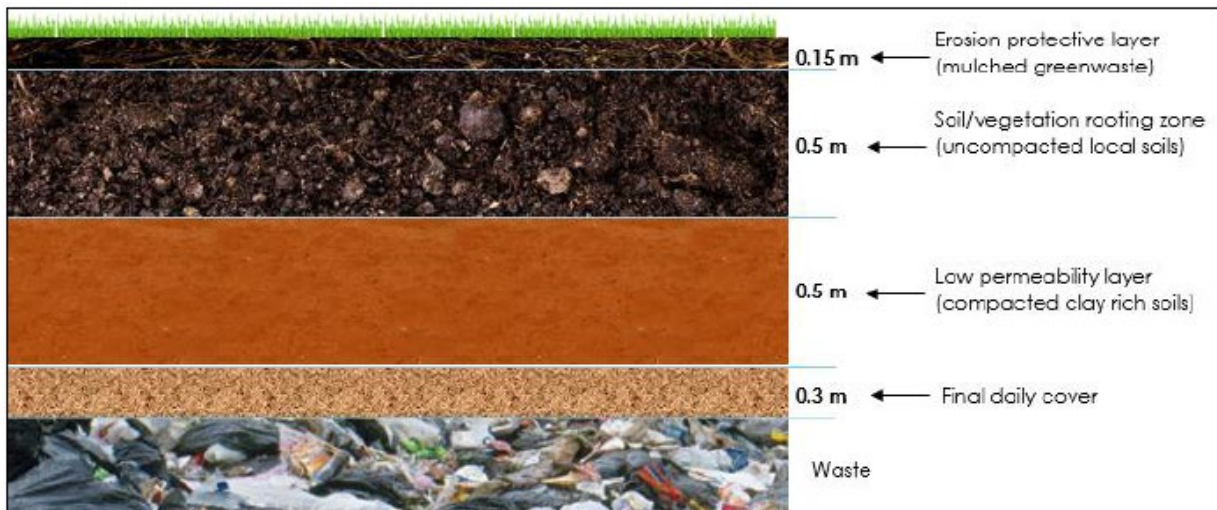 0.15 m
Erosion protective layer
(mulched greenwaste)
0.5 m
Soil/vegetation rooting zone
(uncompacted local soils)
0.5 m
Low permeability layer
(compacted clay rich soils)
0.3 m
Final daily cover
Waste